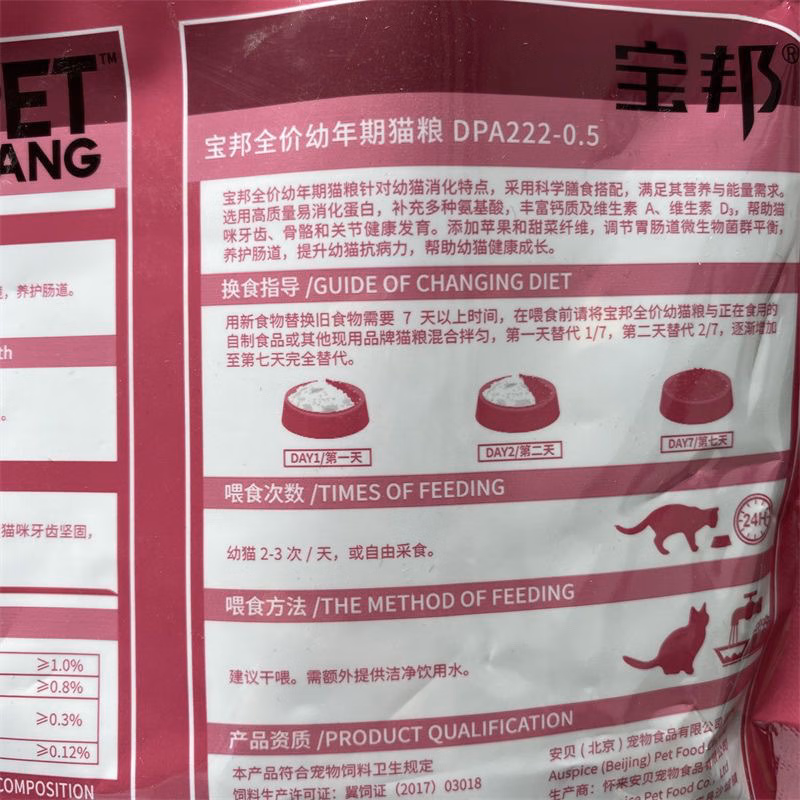 PET™
ANG
宝邦®
宝邦全价幼年期猫粮 DPA222-0.5
宝邦全价幼年期猫粮针对幼猫消化特点，采用科学膳食搭配，满足其营养与能量需求。
选用高质量易消化蛋白，补充多种氨基酸，丰富钙质及维生素 A、维生素 D₃，帮助猫
咪牙齿、骨骼和关节健康发育。添加苹果和甜菜纤维，调节胃肠道微生物菌群平衡，
养护肠道，提升幼猫抗病力，帮助幼猫健康成长。
换食指导 /GUIDE OF CHANGING DIET
用新食物替换旧食物需要 7 天以上时间，在喂食前请将宝邦全价幼猫粮与正在食用的
自制食品或其他现用品牌猫粮混合拌匀，第一天替代 1/7，第二天替代 2/7，逐渐增加
至第七天完全替代。
DAY1/第一天
DAY2/第二天
DAY7/第七天
喂食次数 /TIMES OF FEEDING
幼猫 2-3 次 / 天，或自由采食。
24H
喂食方法 /THE METHOD OF FEEDING
建议干喂。需额外提供洁净饮用水。
产品资质 /PRODUCT QUALIFICATION
本产品符合宠物饲料卫生规定
饲料生产许可证：冀饲证（2017）03018
安贝（北京）宠物食品有限公司
Auspice (Beijing) Pet Food Co., Ltd
生产商：怀来安贝宠物食品有限公
Pet Food Co
，养护肠道。
th
。
猫咪牙齿坚固，
≥1.0%
≥0.8%
≥0.3%
≥0.12%
COMPOSITION